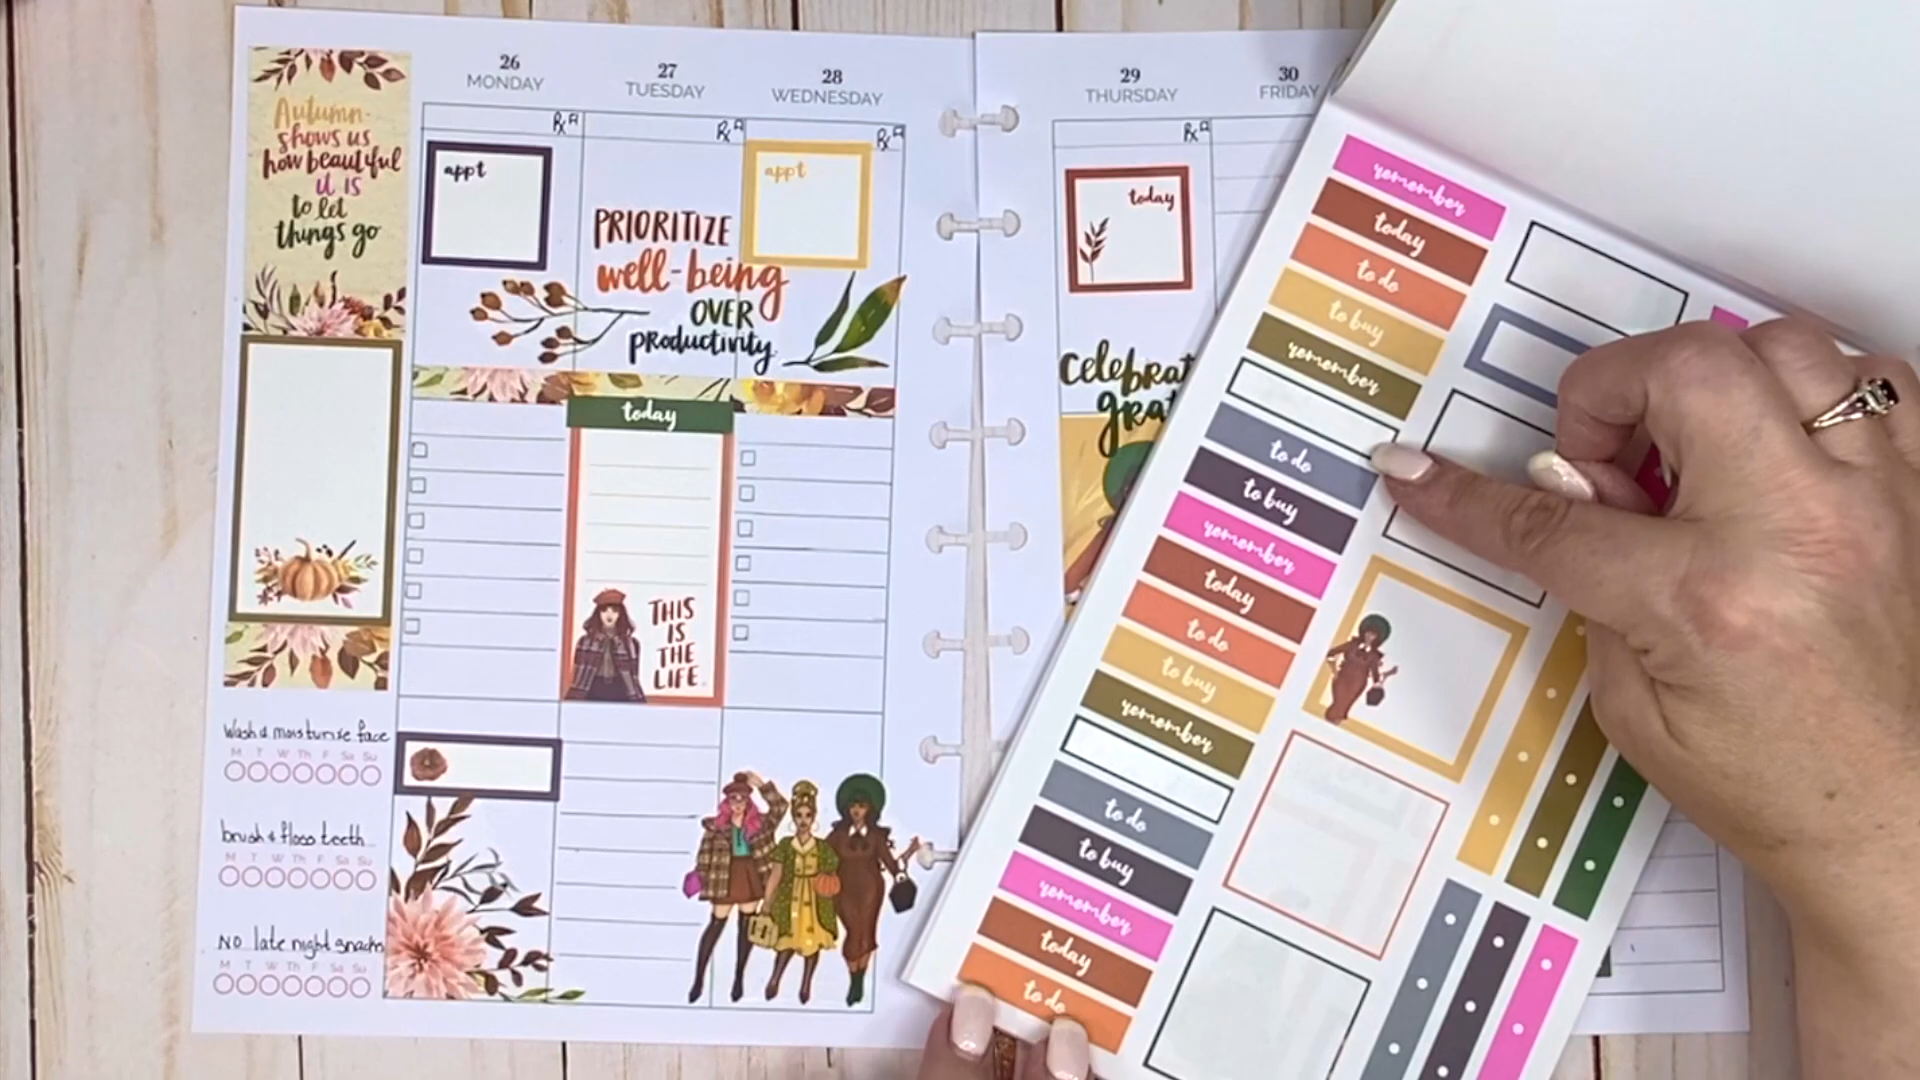 Autumn
shows us
how beautiful
it is
to let
things go
Wash & moisturise face
M T W Th F Sa Su
brush & floss teeth
M T W Th F Sa Su
NO late night snacks
M T W Th F Sa Su
26
MONDAY
27
TUESDAY
28
WEDNESDAY
Rx
Rx
Rx
appt
appt
PRIORITIZE
well-being
OVER
productivity
today
THIS
IS
THE
LIFE.
29
THURSDAY
30
FRIDAY
Rx
today
remember
today
to do
to buy
remember
to do
to buy
remember
today
to do
to buy
remember
to do
to buy
remember
today
to do